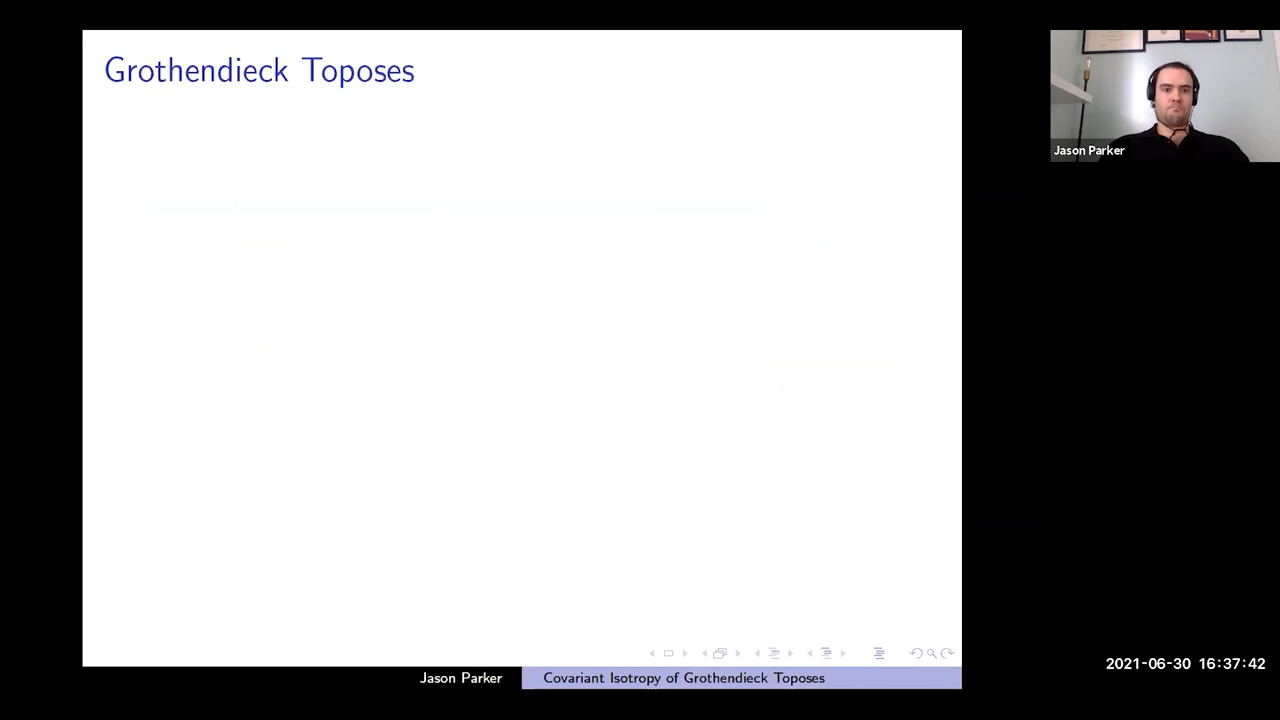 Grothendieck Toposes
Jason Parker
2021-06-30 16:37:42
Jason Parker
Covariant Isotropy of Grothendieck Toposes